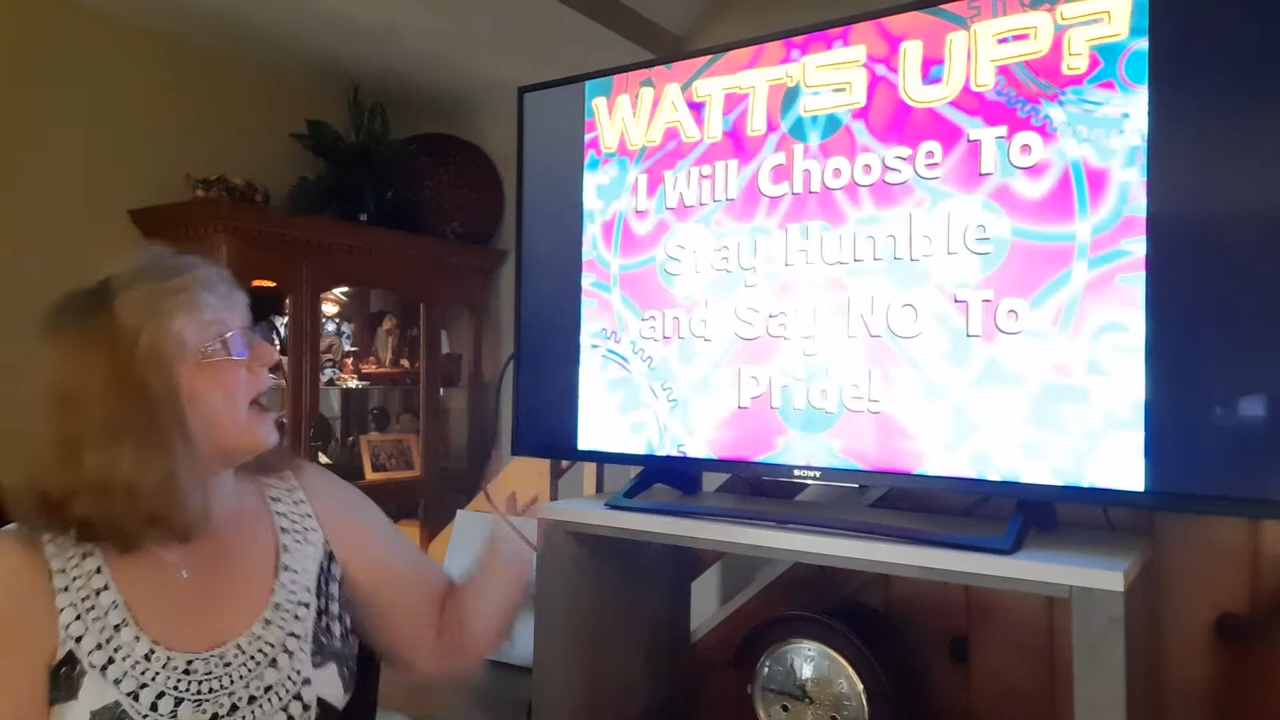 WATT'S UP?
I Will Choose To
Stay Humble
and Say NO To
Pride!
SONY